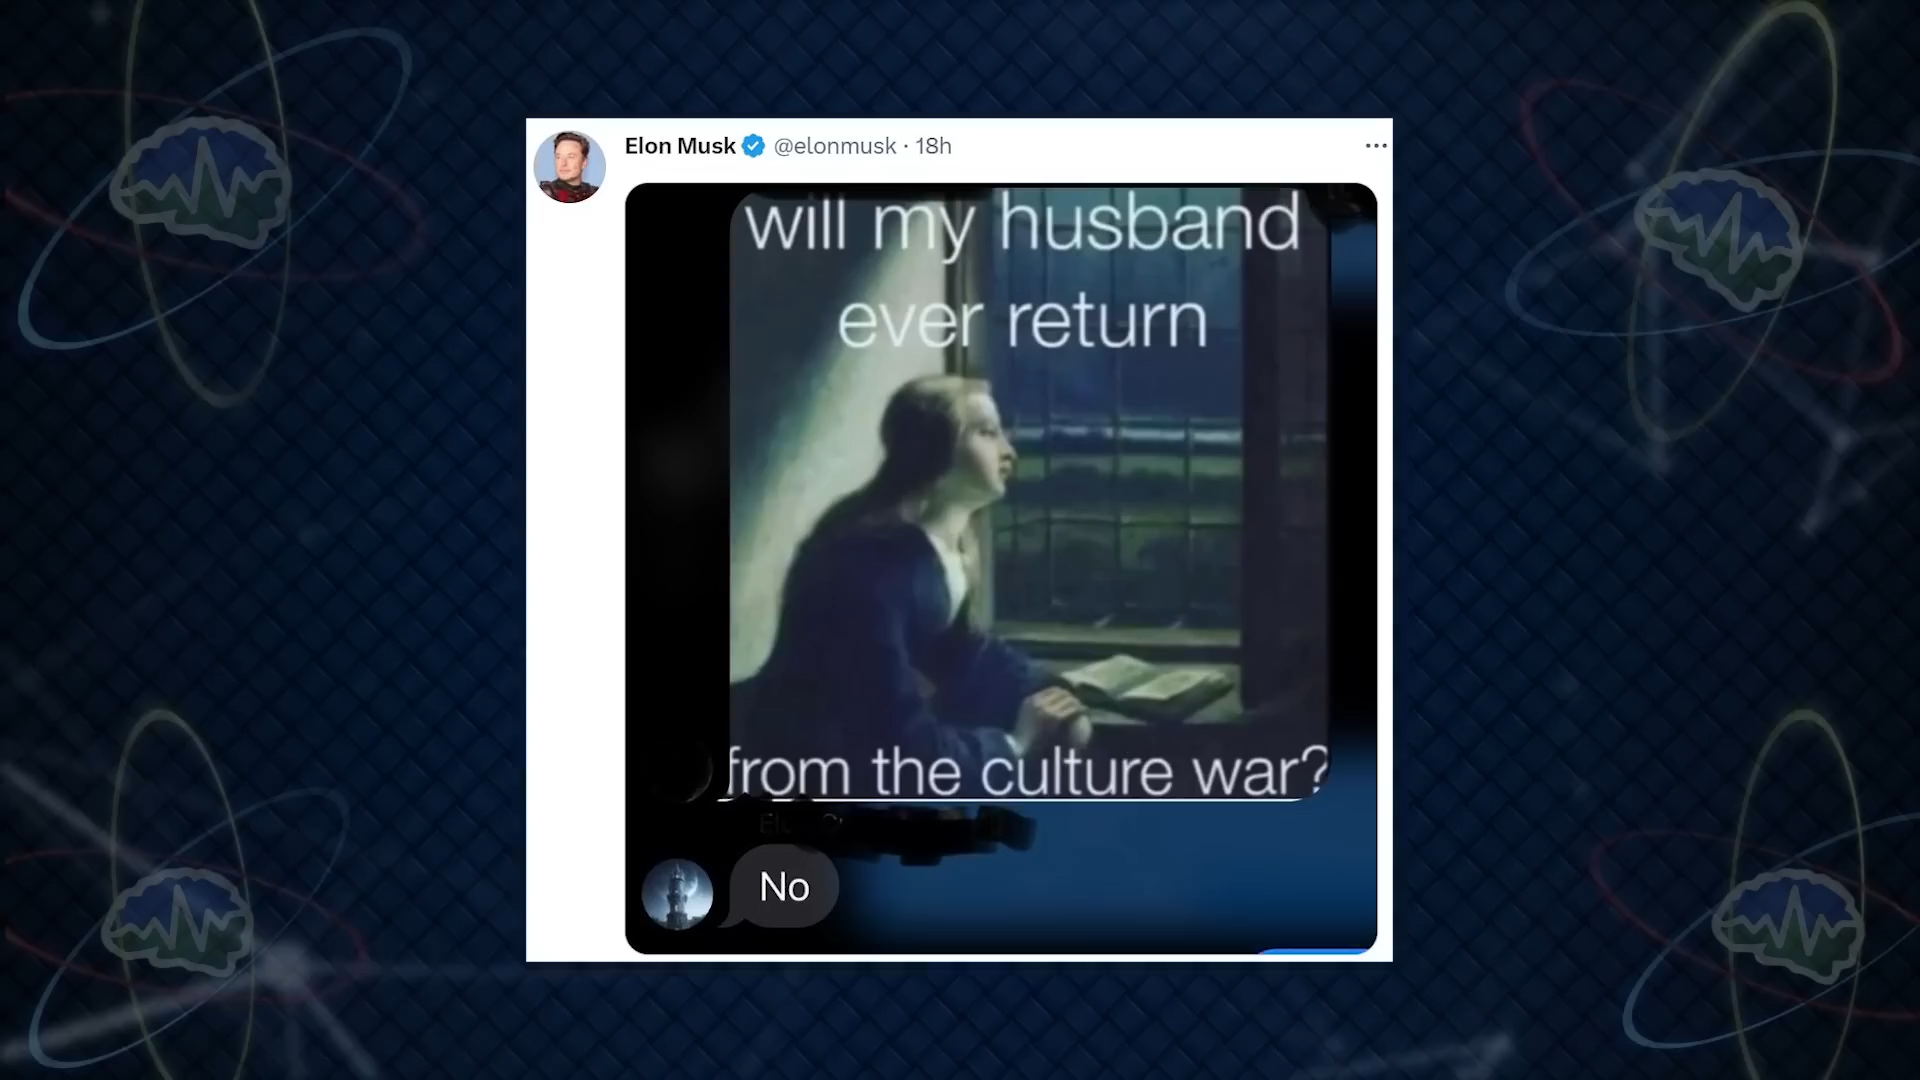 Elon Musk @elonmusk · 18h
will my husband
ever return
from the culture war?
No